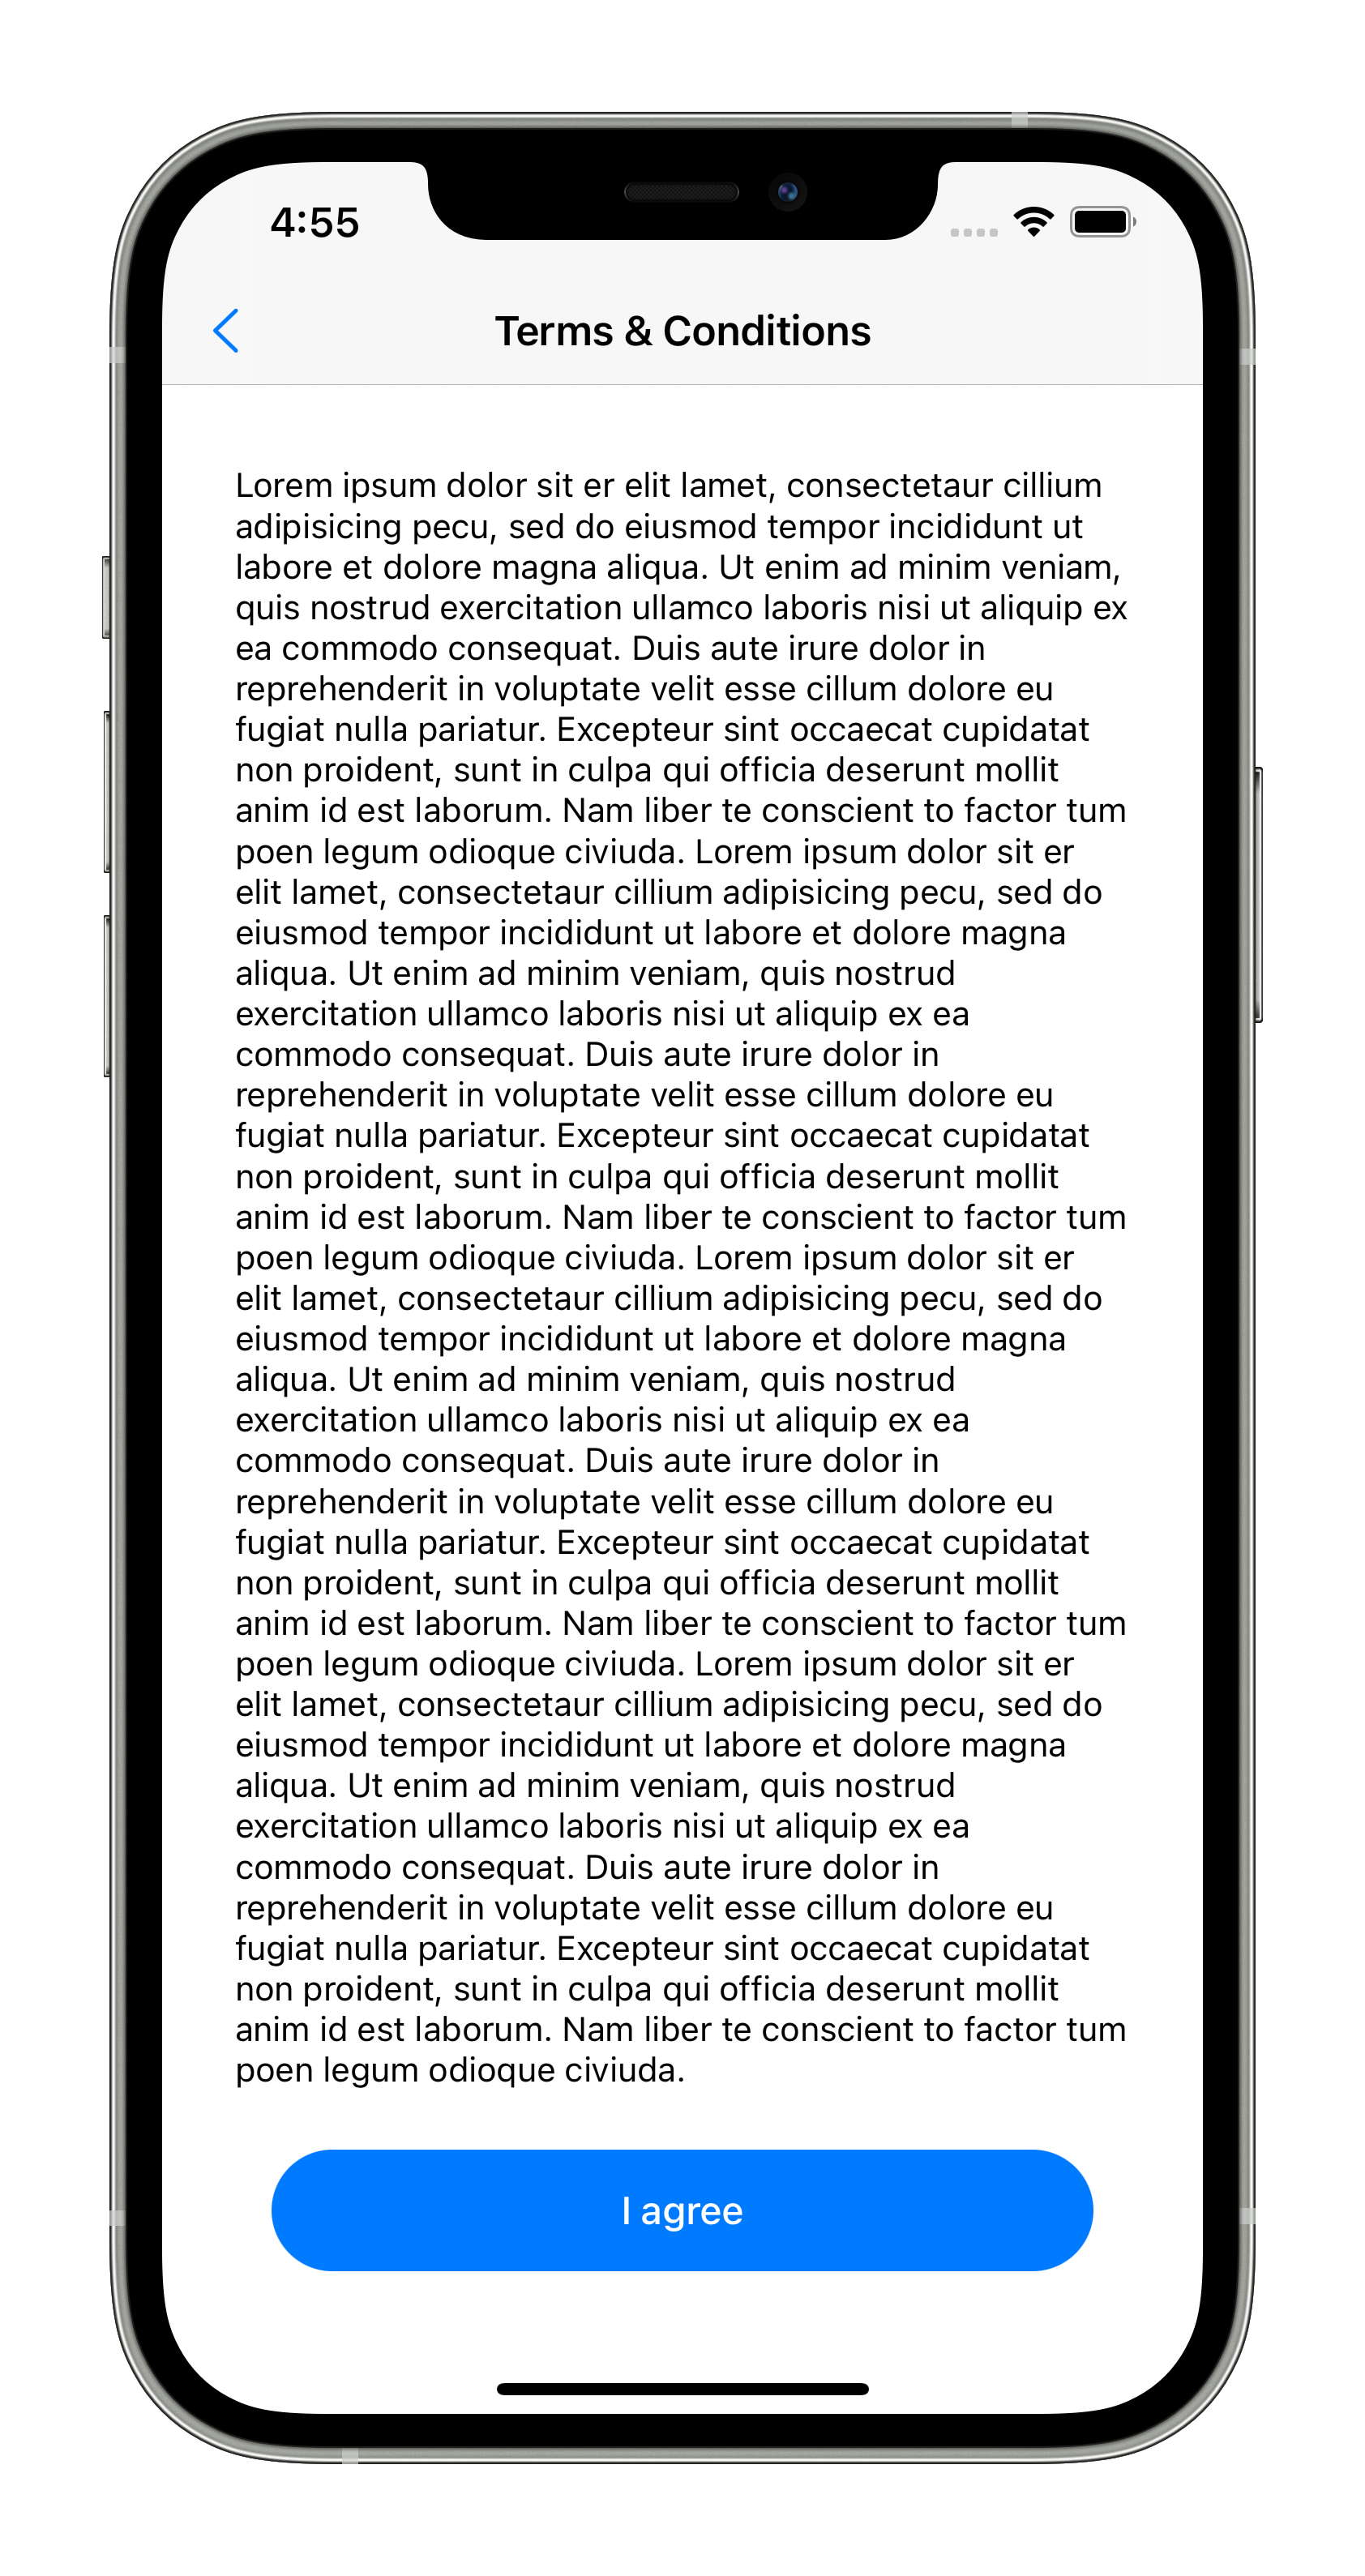 4:55
Terms & Conditions
Lorem ipsum dolor sit er elit lamet, consectetaur cillium
adipisicing pecu, sed do eiusmod tempor incididunt ut
labore et dolore magna aliqua. Ut enim ad minim veniam,
quis nostrud exercitation ullamco laboris nisi ut aliquip ex
ea commodo consequat. Duis aute irure dolor in
reprehenderit in voluptate velit esse cillum dolore eu
fugiat nulla pariatur. Excepteur sint occaecat cupidatat
non proident, sunt in culpa qui officia deserunt mollit
anim id est laborum. Nam liber te conscient to factor tum
poen legum odioque civiuda. Lorem ipsum dolor sit er
elit lamet, consectetaur cillium adipisicing pecu, sed do
eiusmod tempor incididunt ut labore et dolore magna
aliqua. Ut enim ad minim veniam, quis nostrud
exercitation ullamco laboris nisi ut aliquip ex ea
commodo consequat. Duis aute irure dolor in
reprehenderit in voluptate velit esse cillum dolore eu
fugiat nulla pariatur. Excepteur sint occaecat cupidatat
non proident, sunt in culpa qui officia deserunt mollit
anim id est laborum. Nam liber te conscient to factor tum
poen legum odioque civiuda. Lorem ipsum dolor sit er
elit lamet, consectetaur cillium adipisicing pecu, sed do
eiusmod tempor incididunt ut labore et dolore magna
aliqua. Ut enim ad minim veniam, quis nostrud
exercitation ullamco laboris nisi ut aliquip ex ea
commodo consequat. Duis aute irure dolor in
reprehenderit in voluptate velit esse cillum dolore eu
fugiat nulla pariatur. Excepteur sint occaecat cupidatat
non proident, sunt in culpa qui officia deserunt mollit
anim id est laborum. Nam liber te conscient to factor tum
poen legum odioque civiuda. Lorem ipsum dolor sit er
elit lamet, consectetaur cillium adipisicing pecu, sed do
eiusmod tempor incididunt ut labore et dolore magna
aliqua. Ut enim ad minim veniam, quis nostrud
exercitation ullamco laboris nisi ut aliquip ex ea
commodo consequat. Duis aute irure dolor in
reprehenderit in voluptate velit esse cillum dolore eu
fugiat nulla pariatur. Excepteur sint occaecat cupidatat
non proident, sunt in culpa qui officia deserunt mollit
anim id est laborum. Nam liber te conscient to factor tum
poen legum odioque civiuda.
I agree